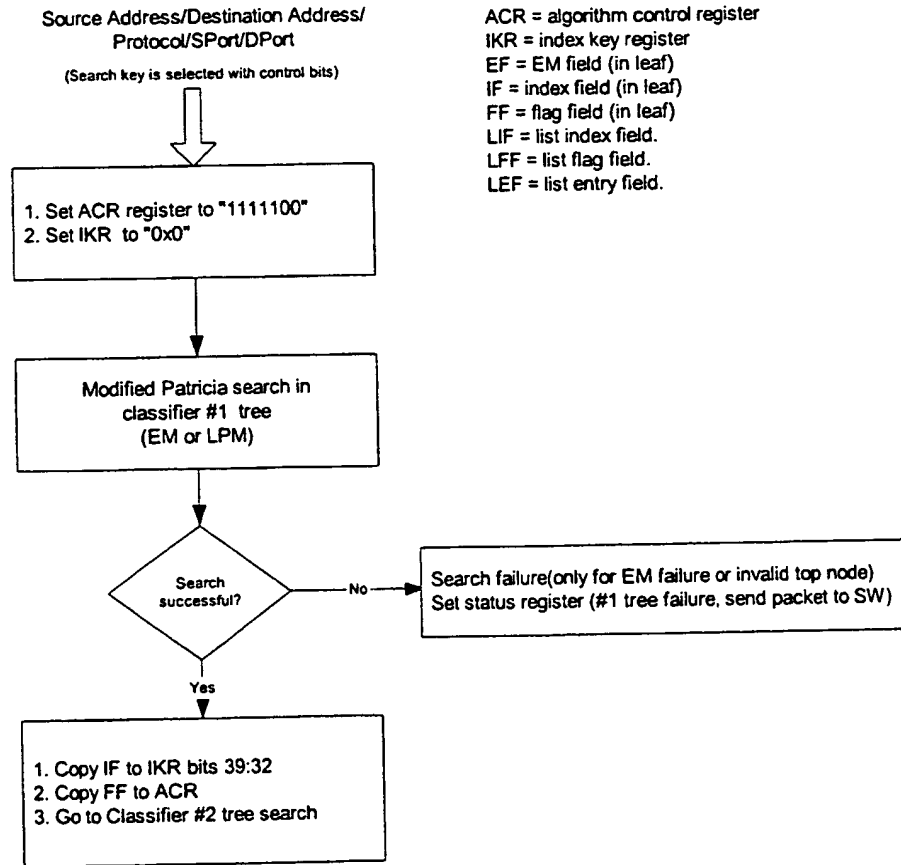 Source Address/Destination Address/
Protocol/SPort/DPort
(Search key is selected with control bits)
ACR = algorithm control register
IKR = index key register
EF = EM field (in leaf)
IF = index field (in leaf)
FF = flag field (in leaf)
LIF = list index field.
LFF = list flag field.
LEF = list entry field.
1. Set ACR register to "1111100"
2. Set IKR to "0x0"
Modified Patricia search in
classifier #1 tree
(EM or LPM)
Search
successful?
No
Search failure(only for EM failure or invalid top node)
Set status register (#1 tree failure, send packet to SW)
Yes
1. Copy IF to IKR bits 39:32
2. Copy FF to ACR
3. Go to Classifier #2 tree search